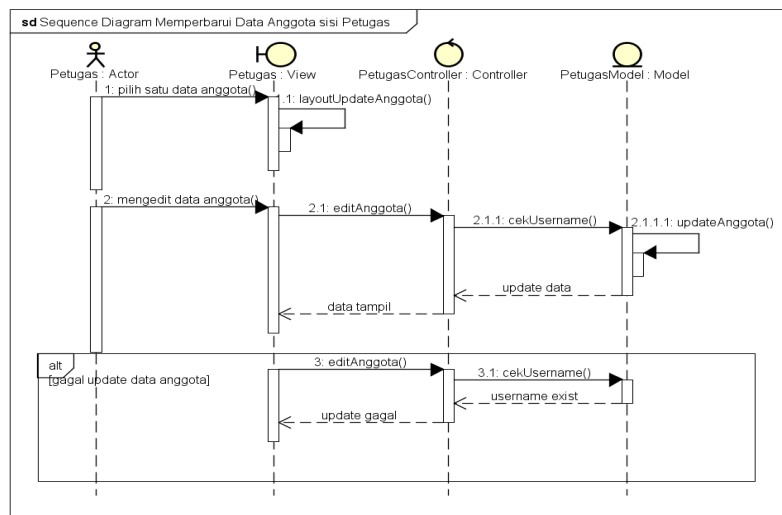 sd Sequence Diagram Memperbarui Data Anggota sisi Petugas
Petugas : Actor
Petugas : View
PetugasController : Controller
PetugasModel : Model
1: pilih satu data anggota()
1.1: layoutUpdateAnggota()
2: mengedit data anggota()
2.1: editAnggota()
2.1.1: cekUsername()
2.1.1.1: updateAnggota()
update data
data tampil
alt
[gagal update data anggota]
3: editAnggota()
3.1: cekUsername()
username exist
update gagal